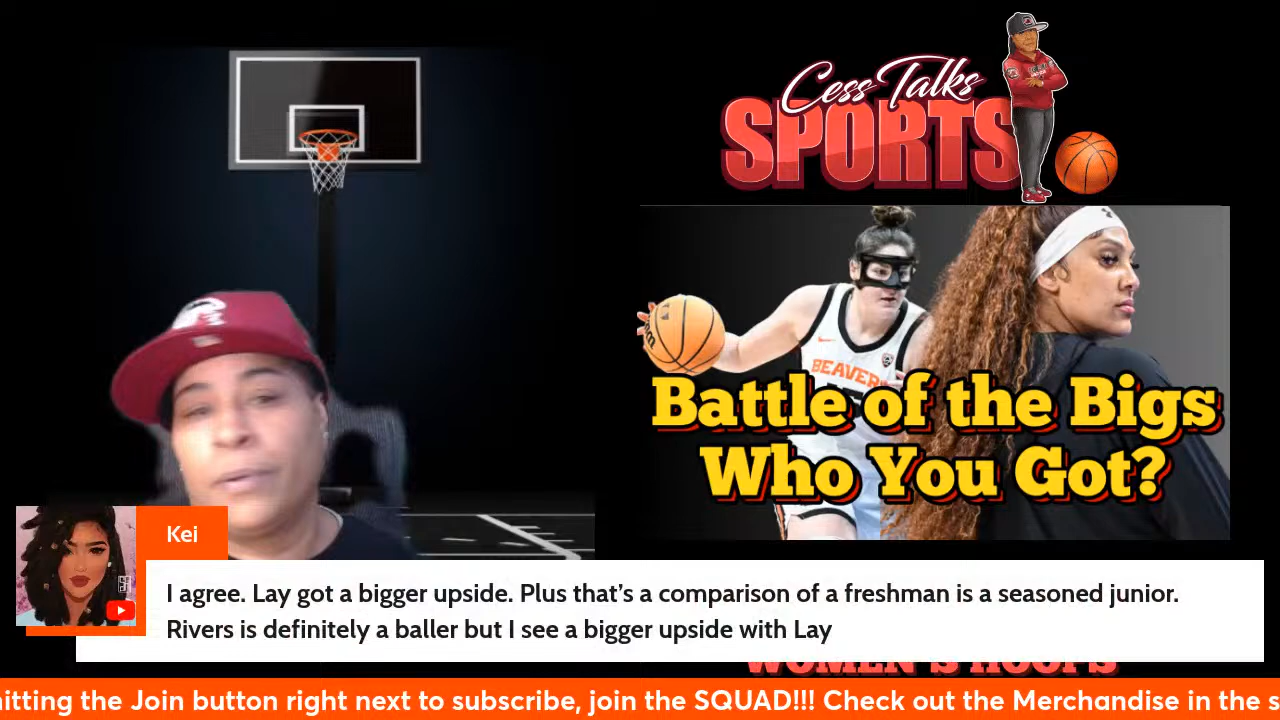 Cess Talks
SPORTS
BEAVERS
Battle of the Bigs
Who You Got?
Kei
I agree. Lay got a bigger upside. Plus that's a comparison of a freshman is a seasoned junior.
Rivers is definitely a baller but I see a bigger upside with Lay
WOMEN'S HOOPS
hitting the Join button right next to subscribe, join the SQUAD!!! Check out the Merchandise in the s